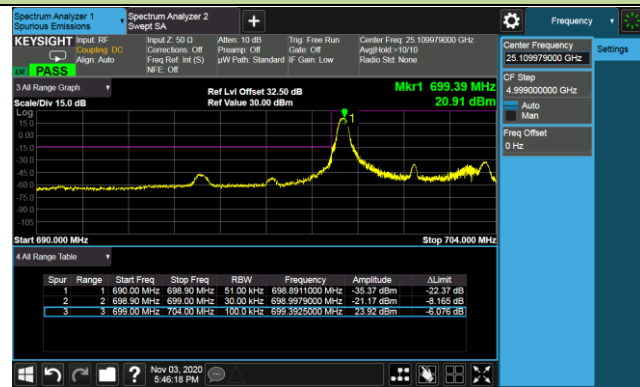 Spectrum Analyzer 1
Spurious Emissions
Spectrum Analyzer 2
Swept SA
Frequency
KEYSIGHT
Input: RF
Coupling: DC
Align: Auto
Input Z: 50 Ω
Corrections: Off
Freq Ref: Int (S)
NFE: Off
Atten: 10 dB
Preamp: Off
µW Path: Standard
Trig: Free Run
Gate: Off
IF Gain: Low
Center Freq: 25.109979000 GHz
Avg|Hold:>10/10
Radio Std: None
PASS
Center Frequency
25.109979000 GHz
Settings
CF Step
4.999000000 GHz
Auto
Man
Freq Offset
0 Hz
3 All Range Graph
Scale/Div 15.0 dB
Ref Lvl Offset 32.50 dB
Ref Value 30.00 dBm
Mkr1 699.39 MHz
20.91 dBm
Log
15.0
0.00
-15.0
-30.0
-45.0
-60.0
-75.0
-90.0
-105
1
Start 690.000 MHz
Stop 704.000 MHz
4 All Range Table
Spur Range Start Freq Stop Freq RBW Frequency Amplitude ΔLimit
1 1 690.00 MHz 698.90 MHz 51.00 kHz 698.8911000 MHz -35.37 dBm -22.37 dB
2 2 698.90 MHz 699.00 MHz 30.00 kHz 698.9979000 MHz -21.17 dBm -8.165 dB
3 3 699.00 MHz 704.00 MHz 100.0 kHz 699.3925000 MHz 23.92 dBm -6.076 dB
Nov 03, 2020
5:46:18 PM